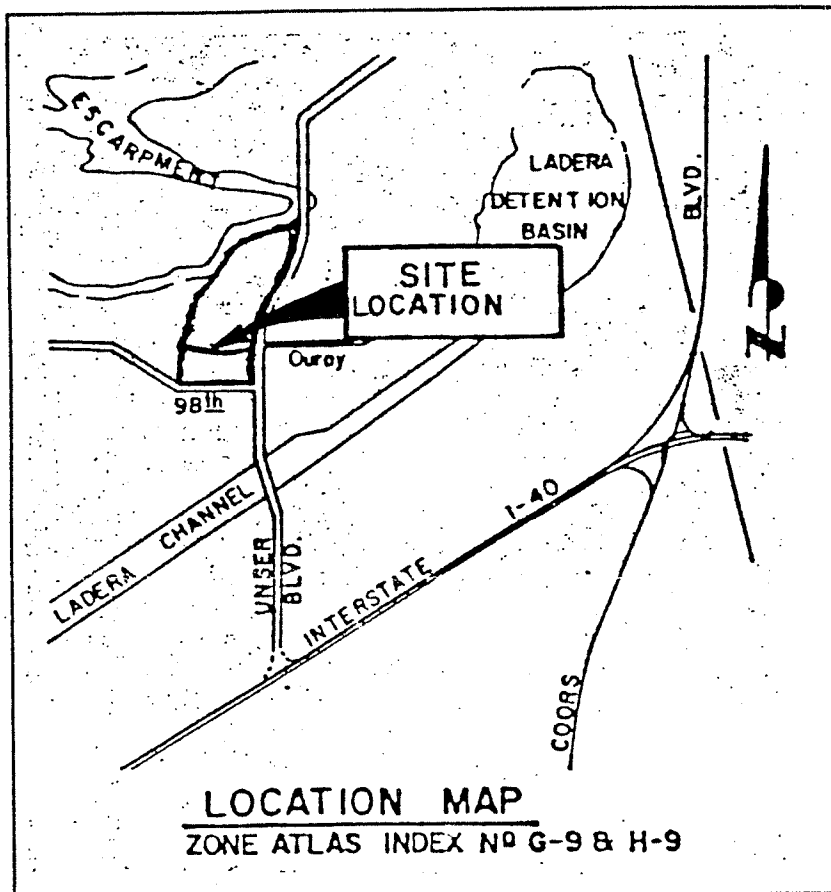 ESCARPMENT
LADERA
DETENTION
BASIN
BLVD.
SITE
LOCATION
Ouray
98th
N
LADERA CHANNEL
UNSER
BLVD.
INTERSTATE I-40
COORS
LOCATION MAP
ZONE ATLAS INDEX Nº G-9 & H-9